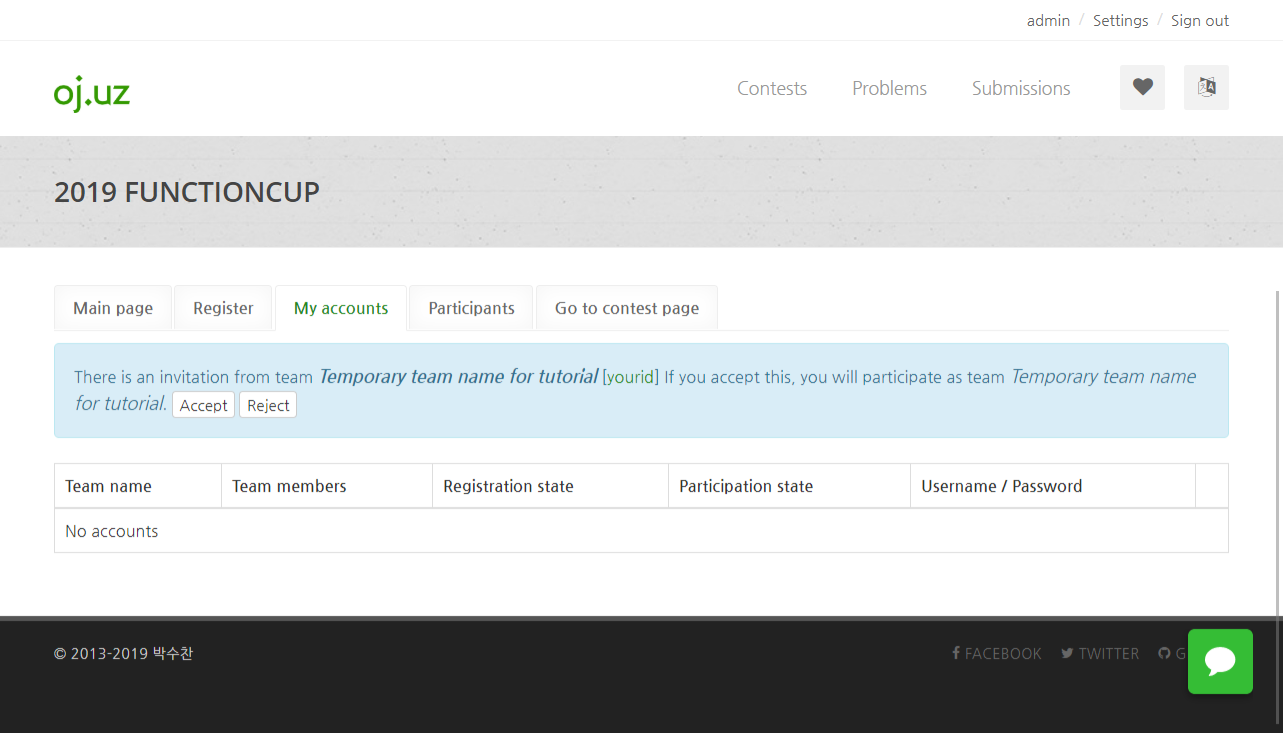 admin / Settings / Sign out
oj.uz
Contests Problems Submissions
2019 FUNCTIONCUP
Main page Register My accounts Participants Go to contest page
There is an invitation from team Temporary team name for tutorial [yourid] If you accept this, you will participate as team Temporary team name
for tutorial. Accept Reject
Team name Team members Registration state Participation state Username / Password
No accounts
© 2013-2019 박수찬 FACEBOOK TWITTER G